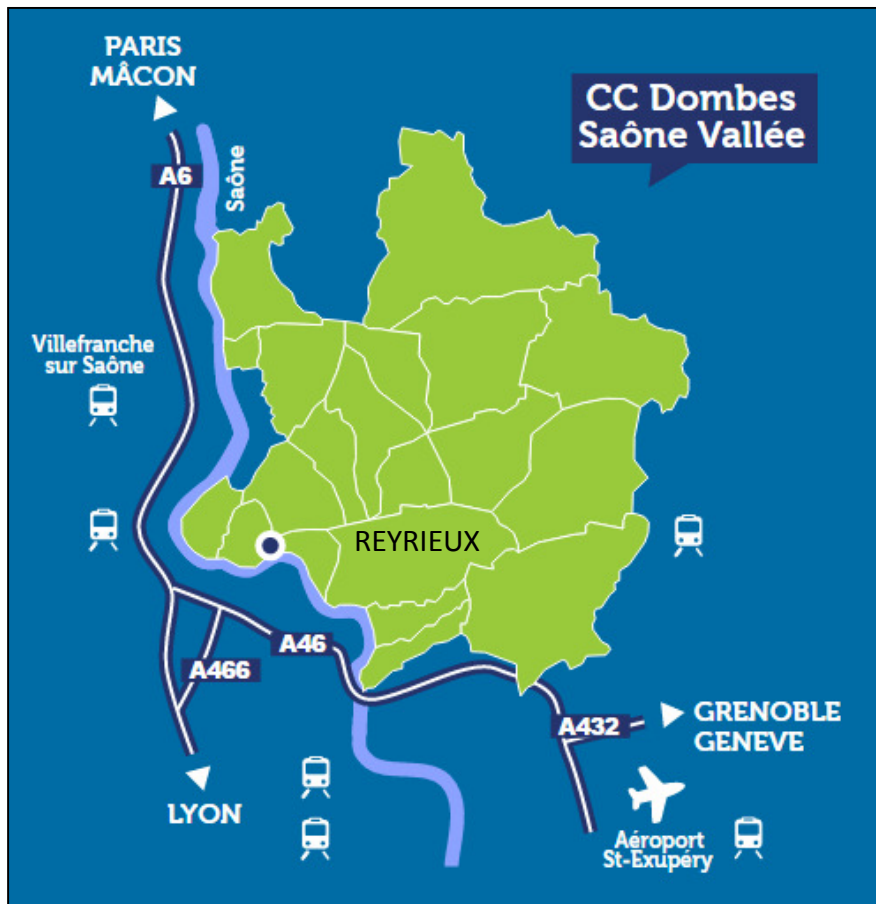 PARIS
MÂCON
CC Dombes
Saône Vallée
A6
Saône
Villefranche
sur Saône
REYRIEUX
A46
A466
A432
GRENOBLE
GENEVE
LYON
Aéroport
St-Exupéry